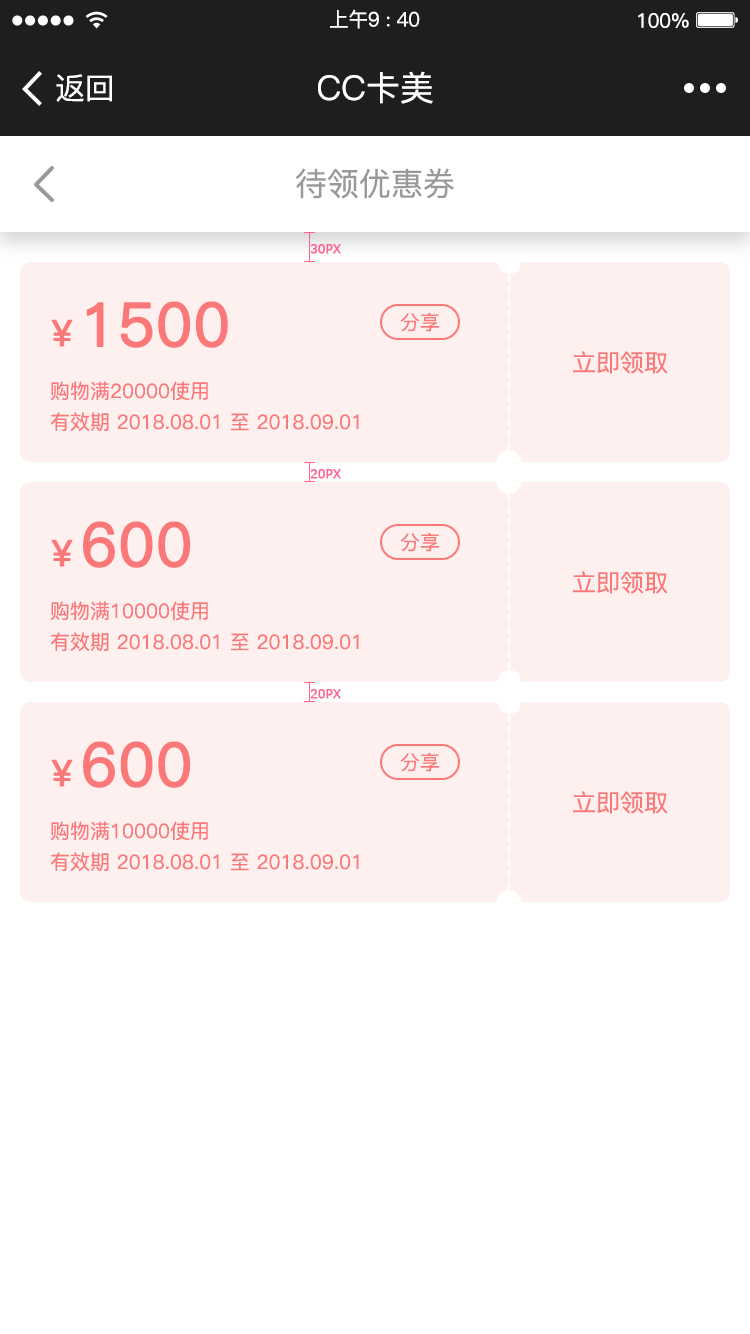 上午9 : 40
100%
返回
CC卡美
待领优惠券
30PX
¥ 1500
分享
立即领取
购物满20000使用
有效期 2018.08.01 至 2018.09.01
20PX
¥ 600
分享
立即领取
购物满10000使用
有效期 2018.08.01 至 2018.09.01
20PX
¥ 600
分享
立即领取
购物满10000使用
有效期 2018.08.01 至 2018.09.01